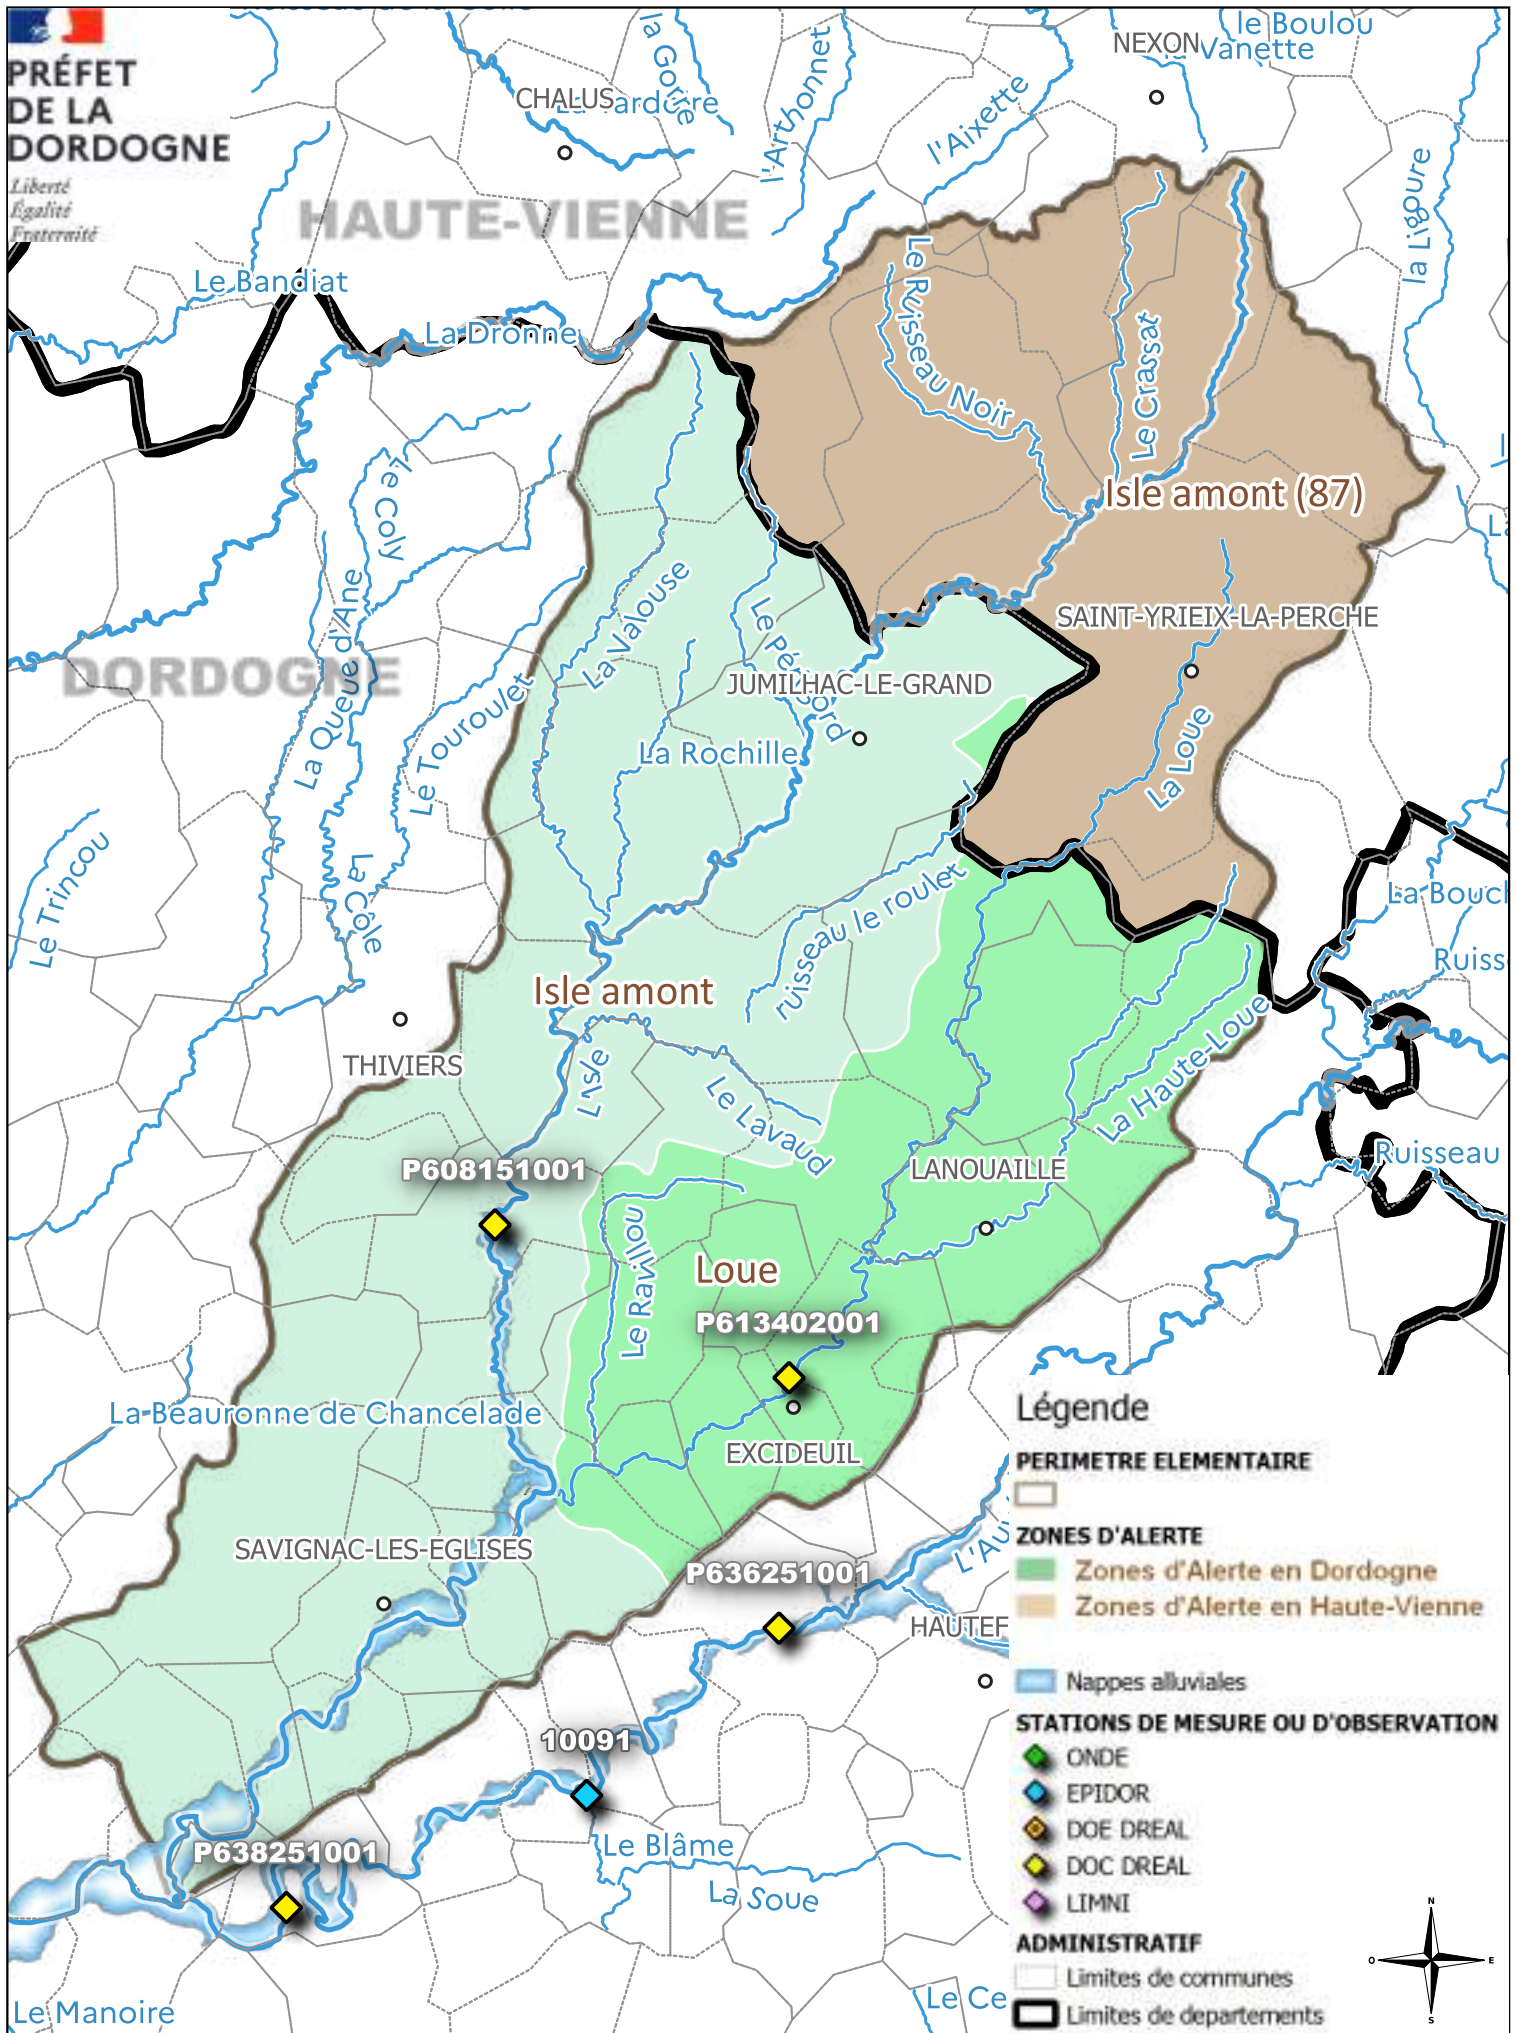 PRÉFET
DE LA
DORDOGNE
Liberté
Égalité
Fraternité
la Gorre
l'Arthonnet
NEXON
le Boulou
la Vanette
CHALUS
La Tardoire
l'Aixette
la Ligoure
HAUTE-VIENNE
Le Bandiat
La Dronne
Le Ruisseau Noir
Le Crassat
Isle amont (87)
Le Coly
La Queue d'Ane
La Valouse
Le Périgord
SAINT-YRIEIX-LA-PERCHE
DORDOGNE
JUMILHAC-LE-GRAND
Le Touroulet
La Rochille
La Loue
Le Trincou
La Côle
ruisseau le roulet
La Bouch
Ruiss
Isle amont
THIVIERS
L'Isle
Le Lavaud
La Haute-Loue
P608151001
LANOUAILLE
Ruisseau
Le Ravillou
Loue
P613402001
La Beauronne de Chancelade
EXCIDEUIL
SAVIGNAC-LES-EGLISES
P636251001
L'Au
HAUTEF
10091
P638251001
Le Blâme
La Soue
Le Manoire
Le Ce
Légende
PERIMETRE ELEMENTAIRE
ZONES D'ALERTE
Zones d'Alerte en Dordogne
Zones d'Alerte en Haute-Vienne
Nappes alluviales
STATIONS DE MESURE OU D'OBSERVATION
ONDE
EPIDOR
DOE DREAL
DOC DREAL
LIMNI
ADMINISTRATIF
Limites de communes
Limites de departements
N
O
E
S